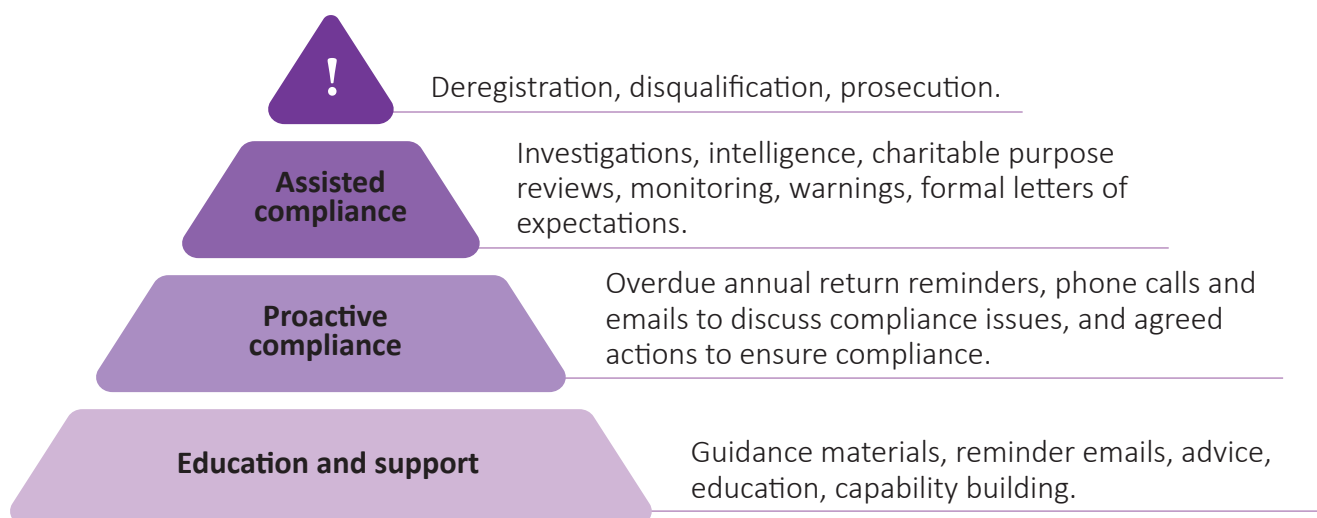 !
Deregistration, disqualification, prosecution.
Assisted
compliance
Investigations, intelligence, charitable purpose
reviews, monitoring, warnings, formal letters of
expectations.
Proactive
compliance
Overdue annual return reminders, phone calls and
emails to discuss compliance issues, and agreed
actions to ensure compliance.
Education and support
Guidance materials, reminder emails, advice,
education, capability building.